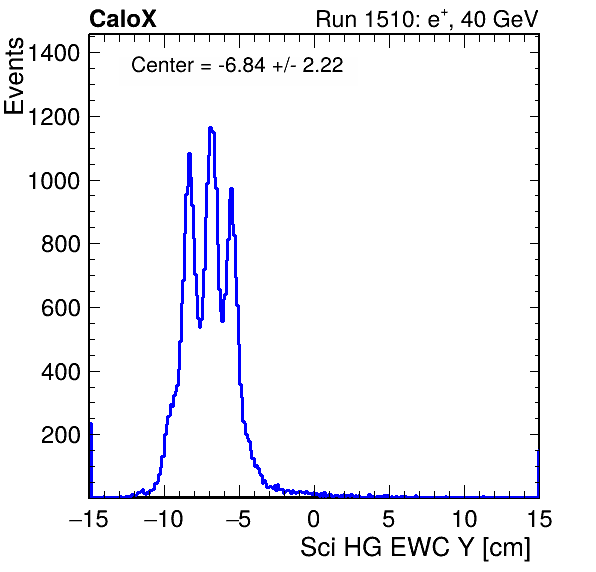 CaloX
Run 1510: e+, 40 GeV
Events
Center = -6.84 +/- 2.22
1400
1200
1000
800
600
400
200
−15 −10 −5 0 5 10 15
Sci HG EWC Y [cm]